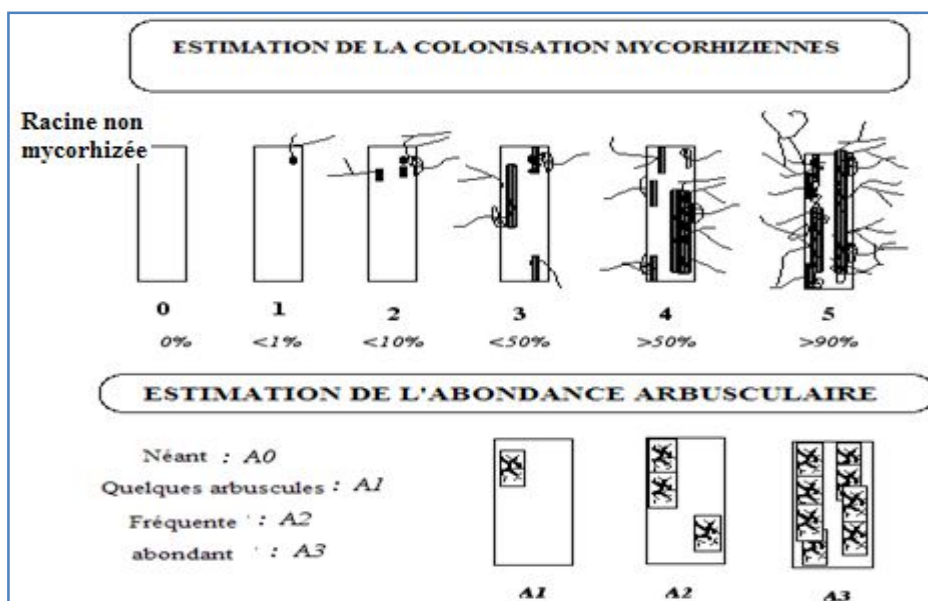 ESTIMATION DE LA COLONISATION MYCORHIZIENNES
Racine non
mycorhizée
0 1 2 3 4 5
0% <1% <10% <50% >50% >90%
ESTIMATION DE L'ABONDANCE ARBUSCULAIRE
Néant : A0
Quelques arbuscules : A1
Fréquente : A2
abondant : A3
A1 A2 A3